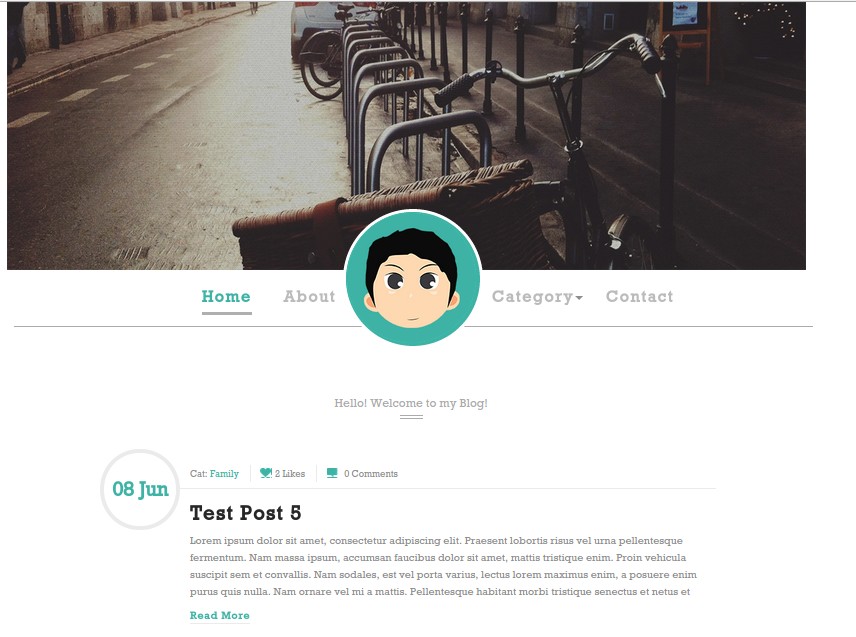 Home About Category Contact
Hello! Welcome to my Blog!
08 Jun
Cat: Family 2 Likes 0 Comments
Test Post 5
Lorem ipsum dolor sit amet, consectetur adipiscing elit. Praesent lobortis risus vel urna pellentesque
fermentum. Nam massa ipsum, accumsan faucibus dolor sit amet, mattis tristique enim. Proin vehicula
suscipit sem et convallis. Nam sodales, est vel porta varius, lectus lorem maximus enim, a posuere enim
purus quis nulla. Nam ornare vel mi a mattis. Pellentesque habitant morbi tristique senectus et netus et
Read More